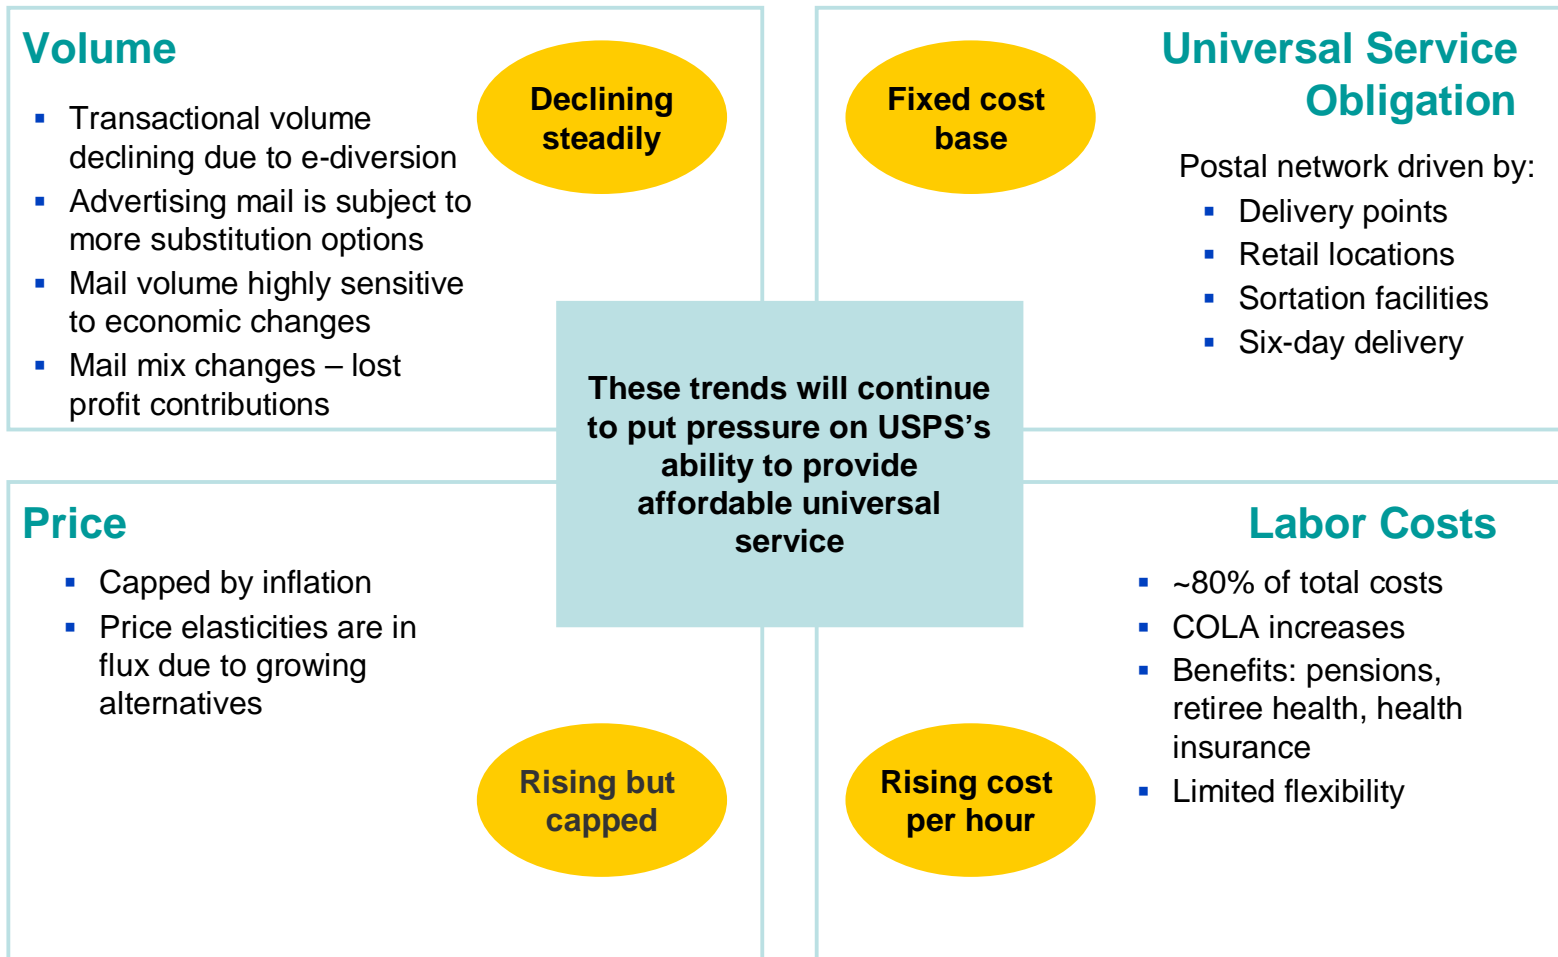 Volume
Declining
steadily
▪ Transactional volume
declining due to e-diversion
▪ Advertising mail is subject to
more substitution options
▪ Mail volume highly sensitive
to economic changes
▪ Mail mix changes – lost
profit contributions
Universal Service
Obligation
Fixed cost
base
Postal network driven by:
▪ Delivery points
▪ Retail locations
▪ Sortation facilities
▪ Six-day delivery
These trends will continue
to put pressure on USPS’s
ability to provide
affordable universal
service
Price
▪ Capped by inflation
▪ Price elasticities are in
flux due to growing
alternatives
Rising but
capped
Labor Costs
▪ ~80% of total costs
▪ COLA increases
▪ Benefits: pensions,
retiree health, health
insurance
▪ Limited flexibility
Rising cost
per hour